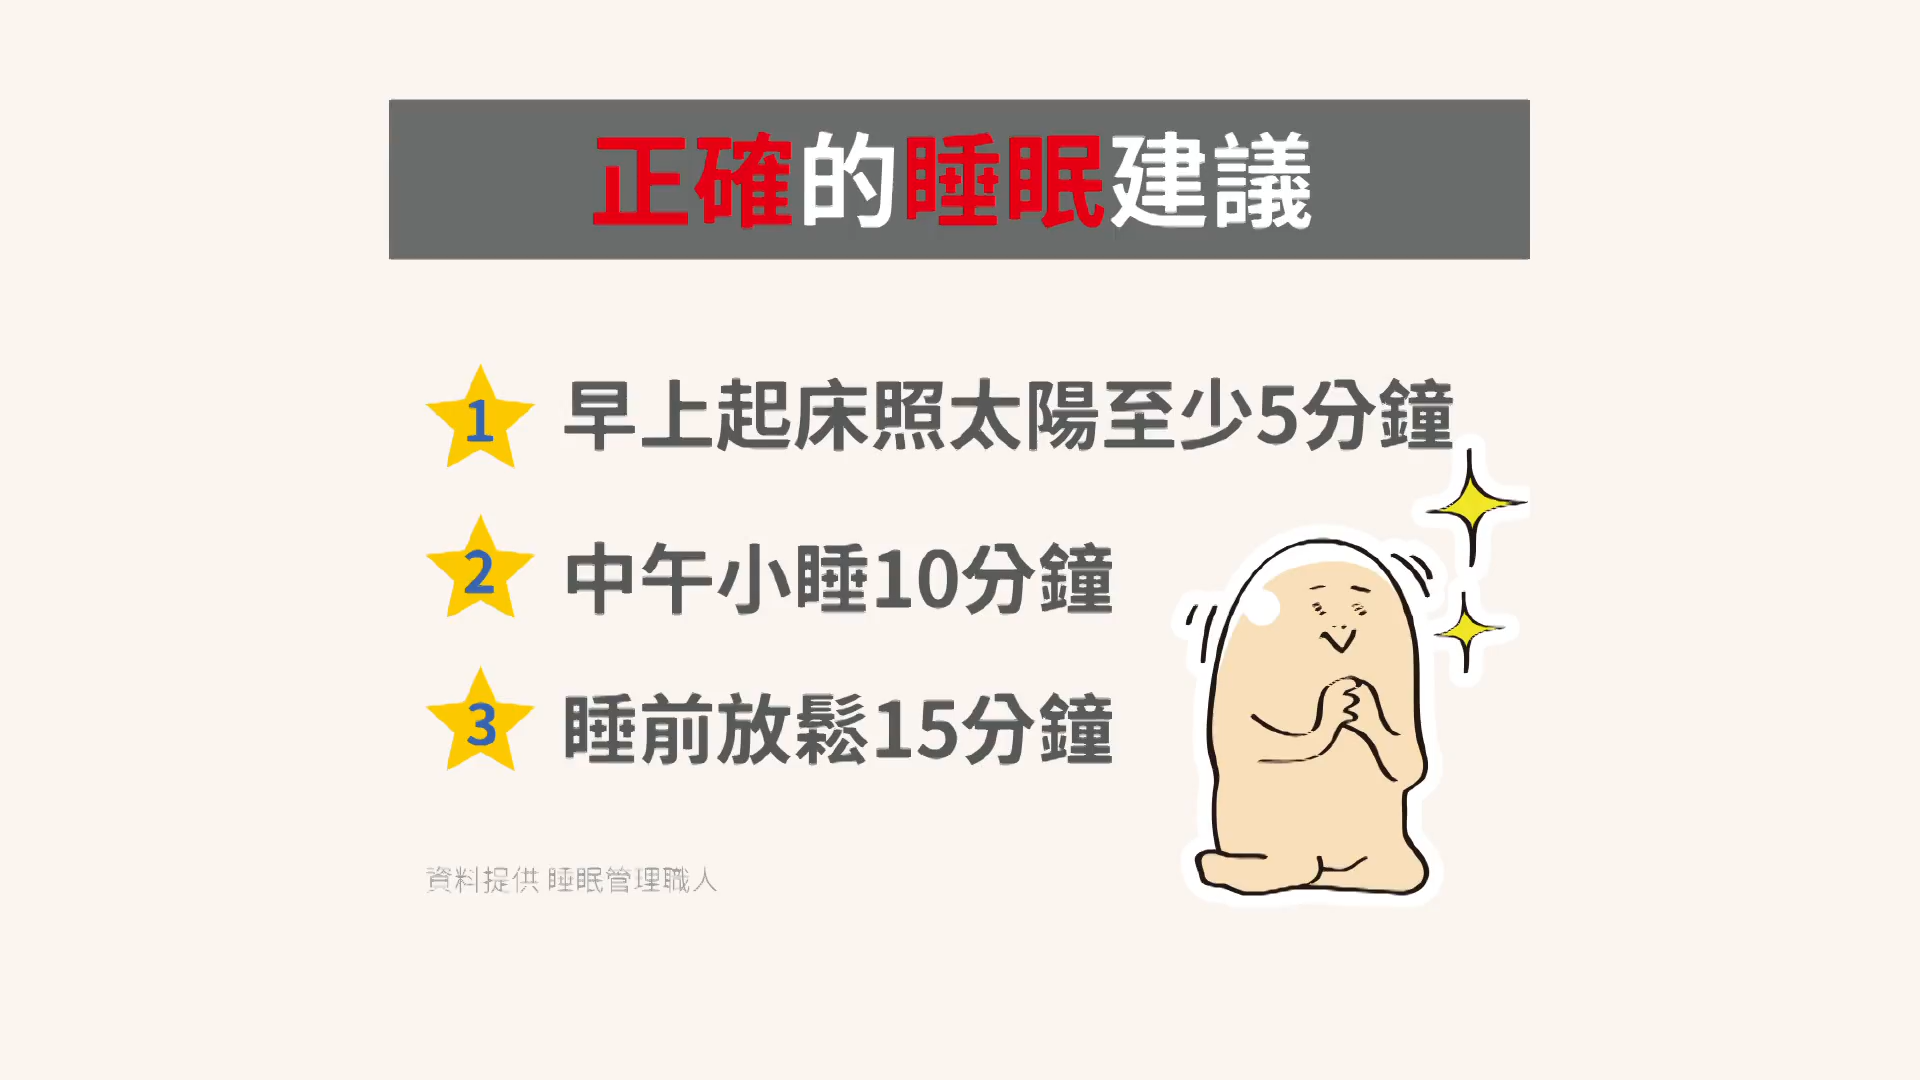 正確的睡眠建議
1 早上起床照太陽至少5分鐘
2 中午小睡10分鐘
3 睡前放鬆15分鐘
資料提供 睡眠管理職人